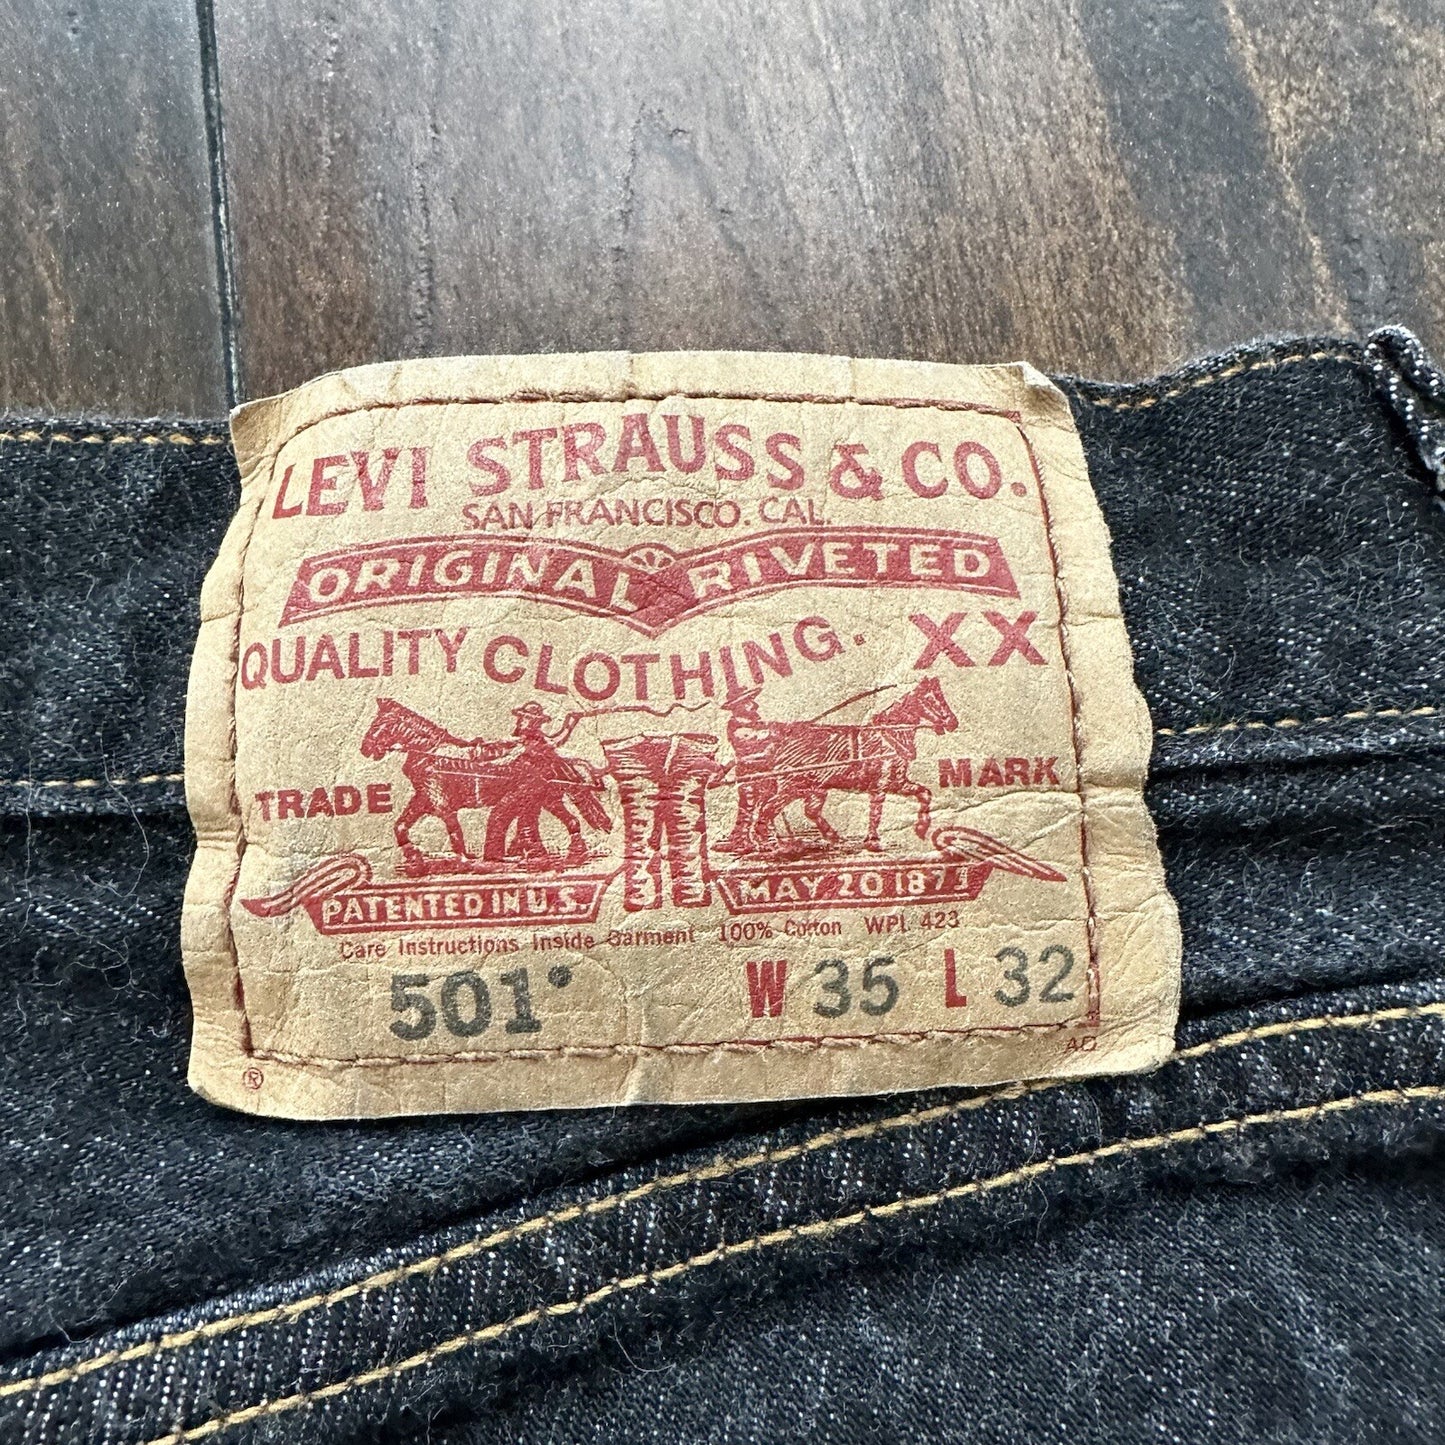 LEVI STRAUSS & CO.
SAN FRANCISCO. CAL.
ORIGINAL RIVETED
QUALITY CLOTHING. XX
TRADE MARK
PATENTED IN U.S. MAY 20 1873
Care Instructions Inside Garment 100% Cotton WPL 423
501 W 35 L 32
®